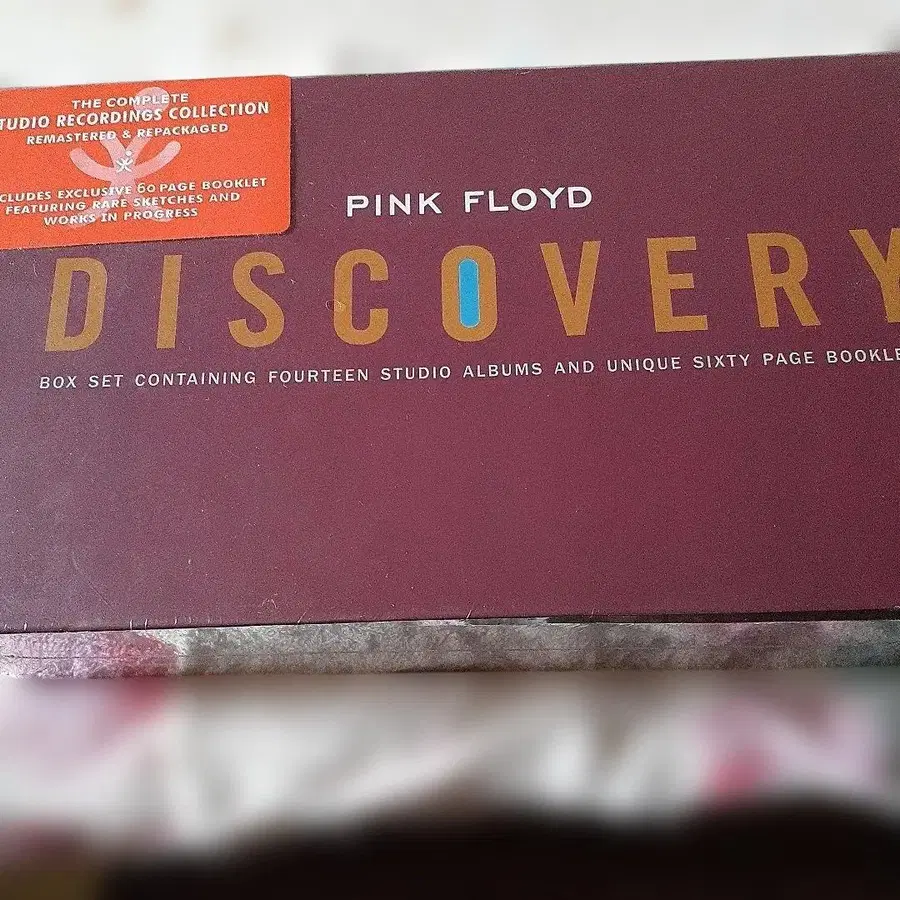 THE COMPLETE
TUDIO RECORDINGS COLLECTION
REMASTERED & REPACKAGED
CLUDES EXCLUSIVE 60 PAGE BOOKLET
FEATURING RARE SKETCHES AND
WORKS IN PROGRESS
PINK FLOYD
DISCOVERY
BOX SET CONTAINING FOURTEEN STUDIO ALBUMS AND UNIQUE SIXTY PAGE BOOKLE